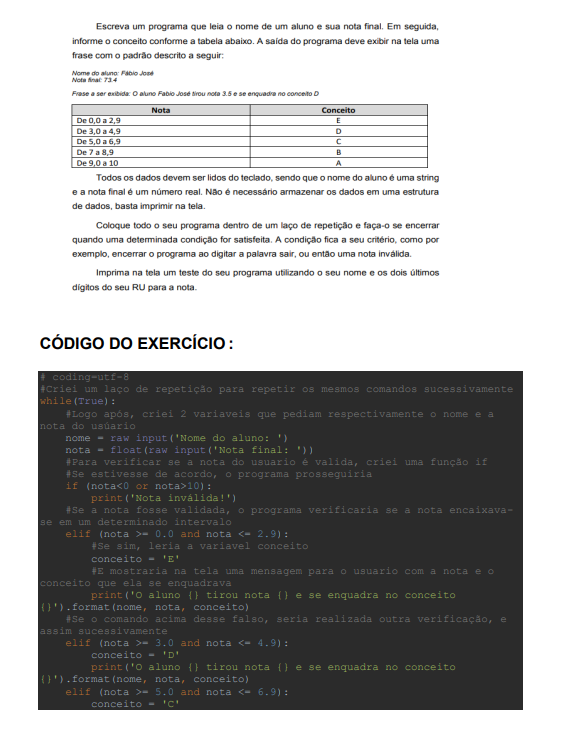 Escreva um programa que leia o nome de um aluno e sua nota final. Em seguida,
informe o conceito conforme a tabela abaixo. A saída do programa deve exibir na tela uma
frase com o padrão descrito a seguir:
Nome do aluno: Fábio José
Nota final: 73.4
Frase a ser exibida: O aluno Fabio José tirou nota 3.5 e se enquadra no conceito D
Nota Conceito
De 0,0 a 2,9 E
De 3,0 a 4,9 D
De 5,0 a 6,9 C
De 7 a 8,9 B
De 9,0 a 10 A
Todos os dados devem ser lidos do teclado, sendo que o nome do aluno é uma string
e a nota final é um número real. Não é necessário armazenar os dados em uma estrutura
de dados, basta imprimir na tela.
Coloque todo o seu programa dentro de um laço de repetição e faça-o se encerrar
quando uma determinada condição for satisfeita. A condição fica a seu critério, como por
exemplo, encerrar o programa ao digitar a palavra sair, ou então uma nota inválida.
Imprima na tela um teste do seu programa utilizando o seu nome e os dois últimos
dígitos do seu RU para a nota.
CÓDIGO DO EXERCÍCIO :
# coding=utf-8
#Criei um laço de repetição para repetir os mesmos comandos sucessivamente
while(True):
#Logo após, criei 2 variaveis que pediam respectivamente o nome e a
nota do usúario
nome = raw_input('Nome do aluno: ')
nota = float(raw_input('Nota final: '))
#Para verificar se a nota do usuario é valida, criei uma função if
#Se estivesse de acordo, o programa prosseguiria
if (nota<0 or nota>10):
print('Nota inválida!')
#Se a nota fosse validada, o programa verificaria se a nota encaixava-
se em um determinado intervalo
elif (nota >= 0.0 and nota <= 2.9):
#Se sim, leria a variavel conceito
conceito = 'E'
#E mostraria na tela uma mensagem para o usuario com a nota e o
conceito que ela se enquadrava
print('O aluno {} tirou nota {} e se enquadra no conceito
{}').format(nome, nota, conceito)
#Se o comando acima desse falso, seria realizada outra verificação, e
assim sucessivamente
elif (nota >= 3.0 and nota <= 4.9):
conceito = 'D'
print('O aluno {} tirou nota {} e se enquadra no conceito
{}').format(nome, nota, conceito)
elif (nota >= 5.0 and nota <= 6.9):
conceito = 'C'